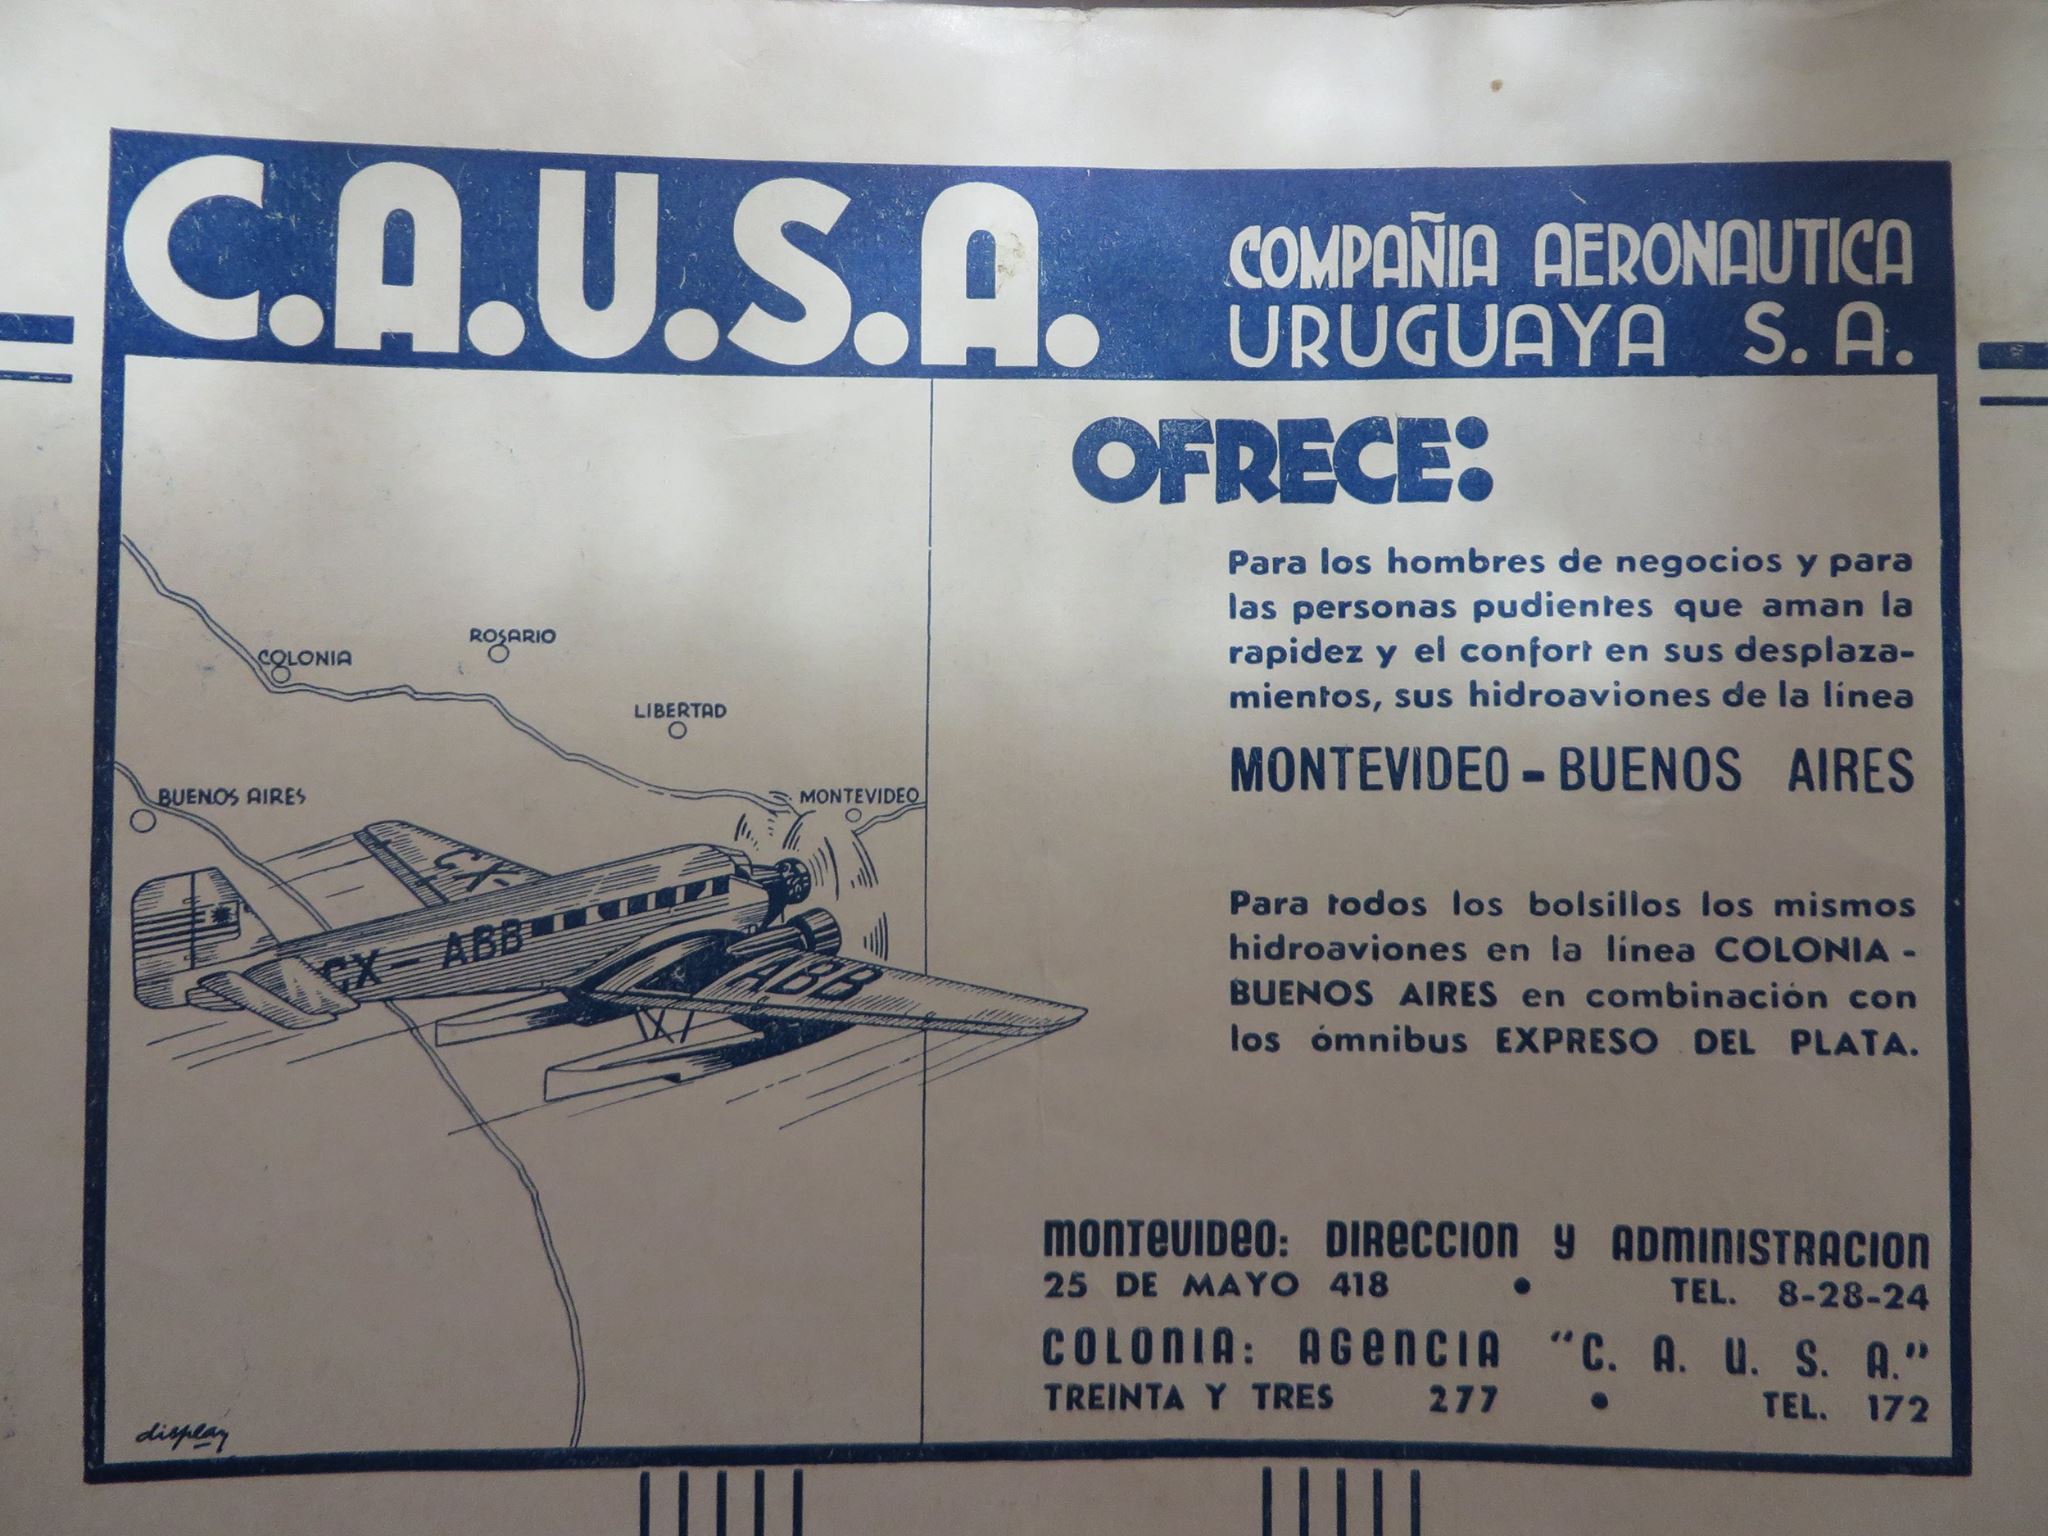 C.A.U.S.A.
COMPAÑIA AERONAUTICA
URUGUAYA S. A.
OFRECE:
Para los hombres de negocios y para
las personas pudientes que aman la
rapidez y el confort en sus desplaza-
mientos, sus hidroaviones de la línea
MONTEVIDEO - BUENOS AIRES
Para todos los bolsillos los mismos
hidroaviones en la línea COLONIA -
BUENOS AIRES en combinación con
los ómnibus EXPRESO DEL PLATA.
MONTEVIDEO: DIRECCION Y ADMINISTRACION
25 DE MAYO 418 • TEL. 8-28-24
COLONIA: AGENCIA "C. A. U. S. A."
TREINTA Y TRES 277 • TEL. 172
ROSARIO
COLONIA
LIBERTAD
BUENOS AIRES
MONTEVIDEO
CX-
CX-ABB
ABB
display